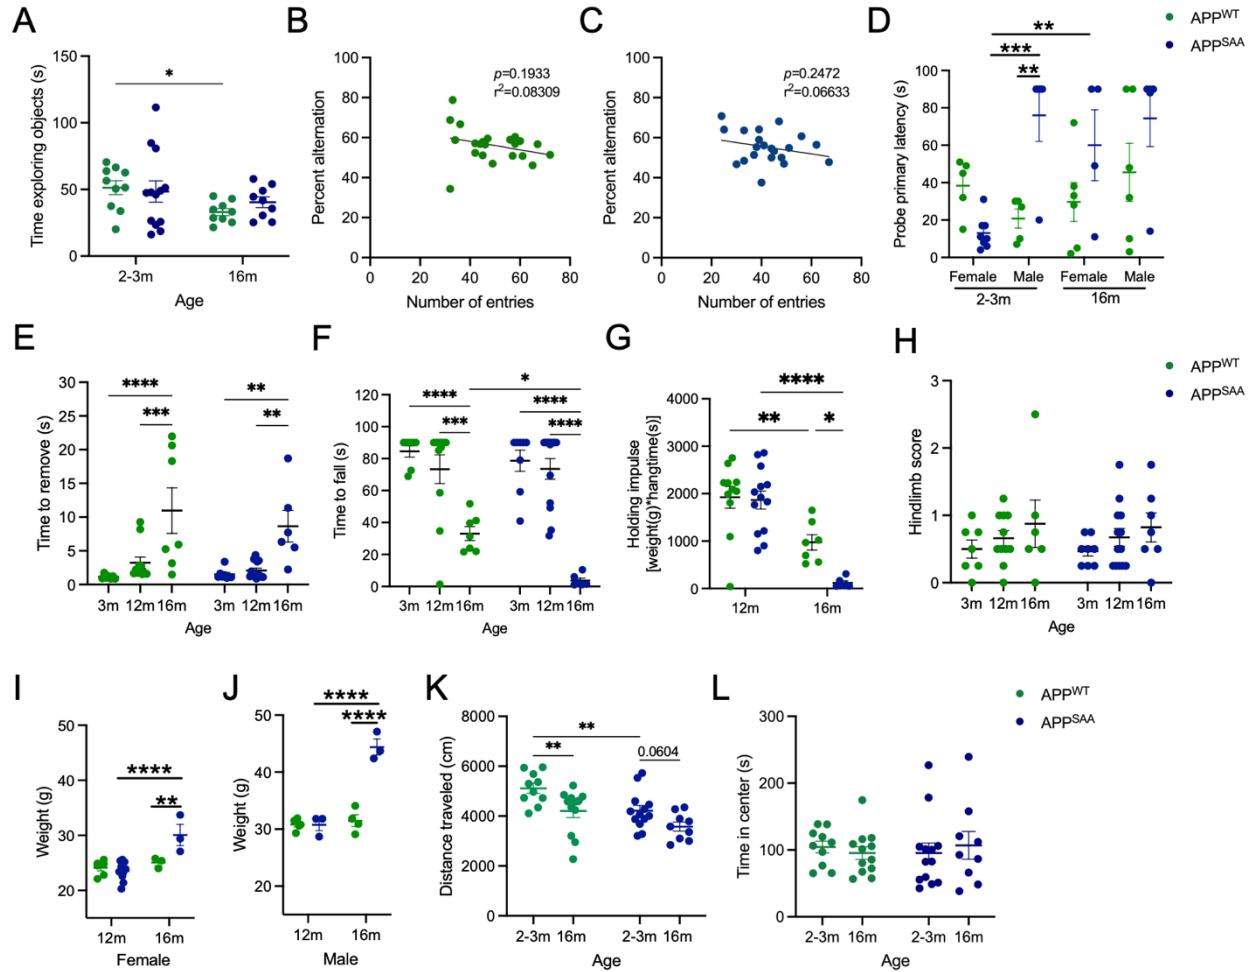 A
Time exploring objects (s)
150
100
50
0
*
2-3m
16m
Age
B
Percent alternation
100
80
60
40
20
0
p=0.1933
r²=0.08309
0
20
40
60
80
Number of entries
C
Percent alternation
100
80
60
40
20
0
p=0.2472
r²=0.06633
0
20
40
60
80
Number of entries
D
Probe primary latency (s)
100
80
60
40
20
0
**
***
**
Female
Male
Female
Male
2-3m
16m
APP^WT
APP^SAA
E
Time to remove (s)
30
25
20
15
10
5
0
****
***
**
**
3m
12m
16m
3m
12m
16m
Age
F
Time to fall (s)
120
100
80
60
40
20
0
*
****
***
****
****
3m
12m
16m
3m
12m
16m
Age
G
Holding impulse
[weight(g)*hangtime(s)]
4000
3000
2000
1000
0
****
**
*
12m
16m
Age
H
Hindlimb score
3
2
1
0
3m
12m
16m
3m
12m
16m
Age
APP^WT
APP^SAA
I
Weight (g)
50
40
30
20
****
**
12m
16m
Female
J
Weight (g)
50
40
30
20
****
****
12m
16m
Male
K
Distance traveled (cm)
8000
6000
4000
2000
0
**
**
0.0604
2-3m
16m
2-3m
16m
Age
L
Time in center (s)
300
200
100
0
2-3m
16m
2-3m
16m
Age
APP^WT
APP^SAA